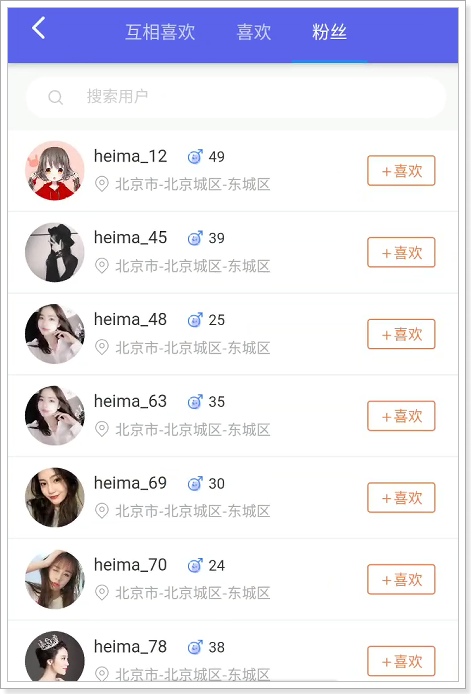 互相喜欢 喜欢 粉丝
搜索用户
heima_12 49
北京市-北京城区-东城区
+喜欢
heima_45 39
北京市-北京城区-东城区
+喜欢
heima_48 25
北京市-北京城区-东城区
+喜欢
heima_63 35
北京市-北京城区-东城区
+喜欢
heima_69 30
北京市-北京城区-东城区
+喜欢
heima_70 24
北京市-北京城区-东城区
+喜欢
heima_78 38
北京市-北京城区-东城区
+喜欢